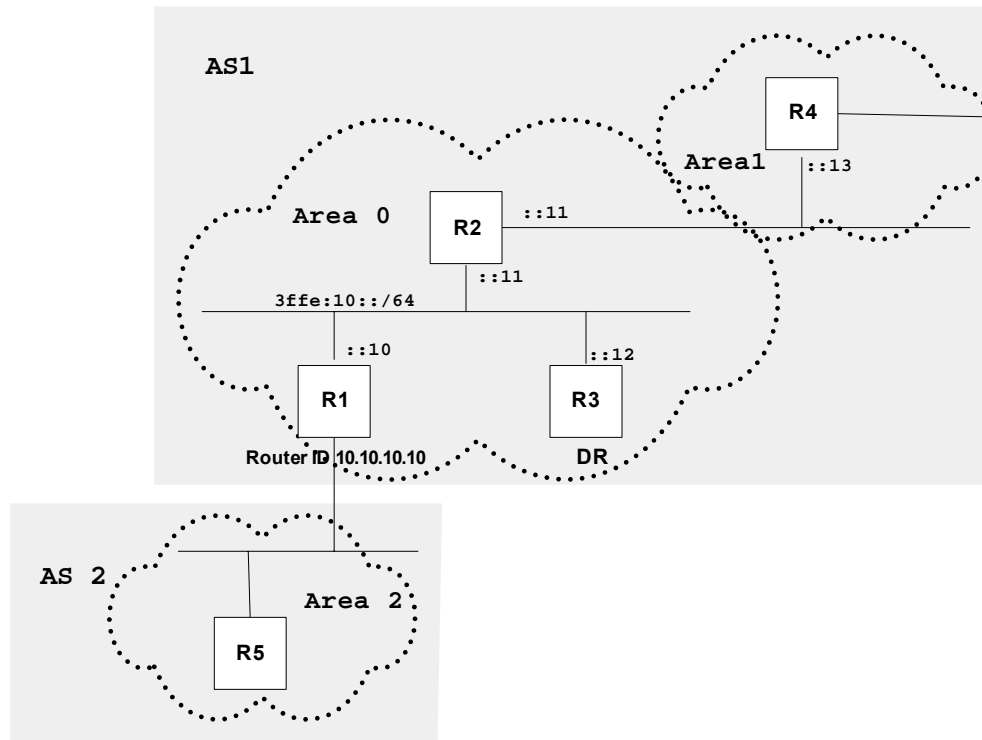 AS1
R4
Area1
::13
Area 0
R2
::11
::11
3ffe:10::/64
::10
::12
R1
R3
Router ID 10.10.10.10
DR
AS 2
Area 2
R5